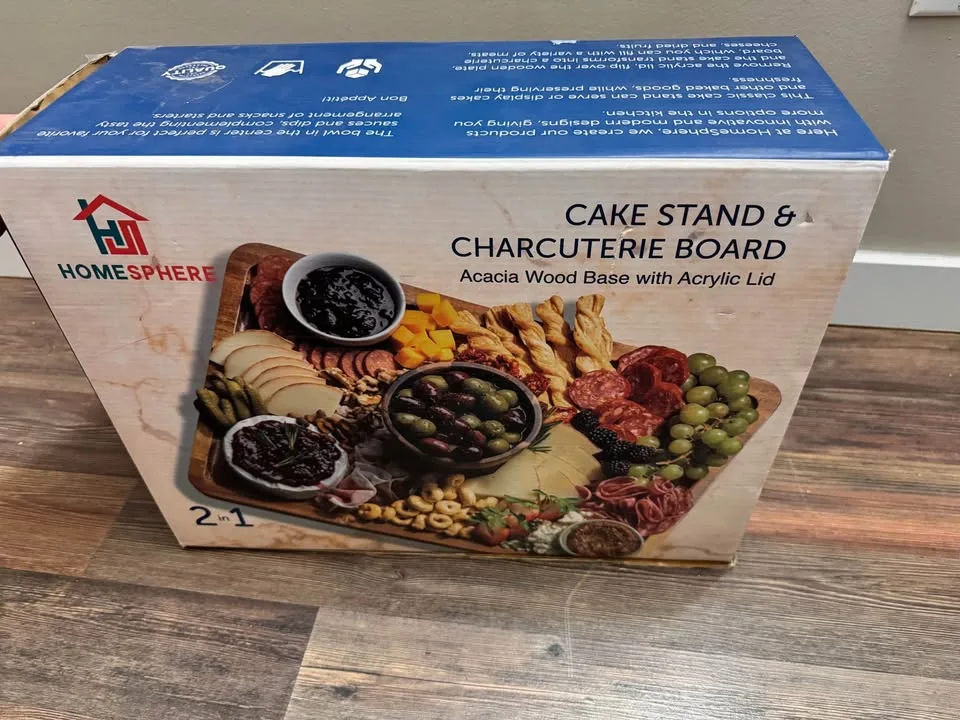 Here at HomeSphere, we create our products
with innovative and modern designs, giving you
more options in the kitchen.
This classic cake stand can serve or display cakes
and other baked goods, while preserving their
freshness.
Remove the acrylic lid, flip over the wooden plate,
and the cake stand transforms into a charcuterie
board, which you can fill with a variety of meats,
cheeses, and dried fruits.
The bowl in the center is perfect for your favorite
sauces and dips, complementing the tasty
arrangement of snacks and starters.
Bon Appétit!
QUALITY
HOMESPHERE
CAKE STAND &
CHARCUTERIE BOARD
Acacia Wood Base with Acrylic Lid
2 in 1